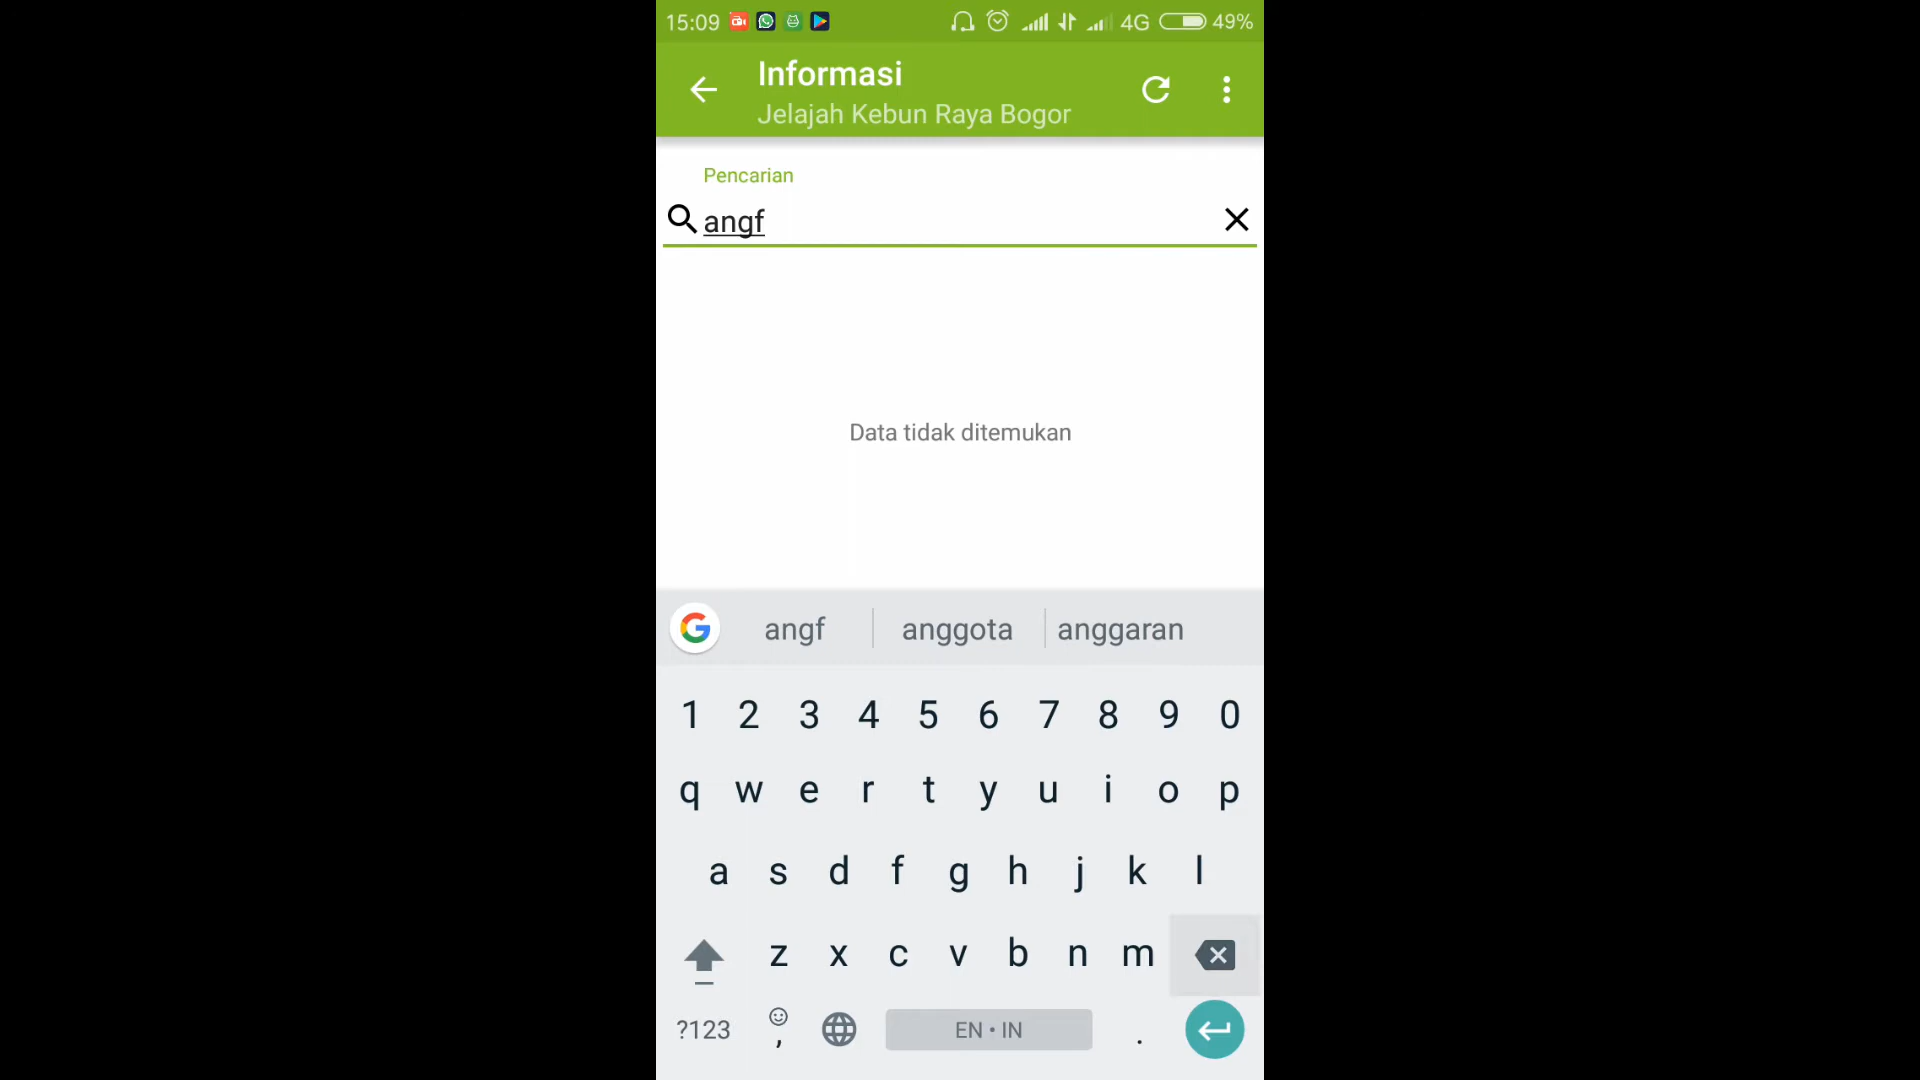 15:09 4G 49%
Informasi
Jelajah Kebun Raya Bogor
Pencarian
angf
Data tidak ditemukan
angf anggota anggaran
1 2 3 4 5 6 7 8 9 0
q w e r t y u i o p
a s d f g h j k l
z x c v b n m
?123 , EN • IN .